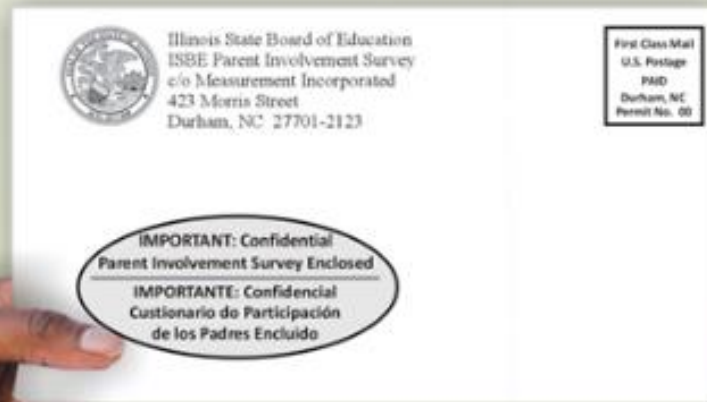 Illinois State Board of Education
ISBE Parent Involvement Survey
c/o Measurement Incorporated
423 Morris Street
Durham, NC 27701-2123
First Class Mail
U.S. Postage
PAID
Durham, NC
Permit No. 00
IMPORTANT: Confidential
Parent Involvement Survey Enclosed
IMPORTANTE: Confidencial
Custionario do Participación
de los Padres Encluido